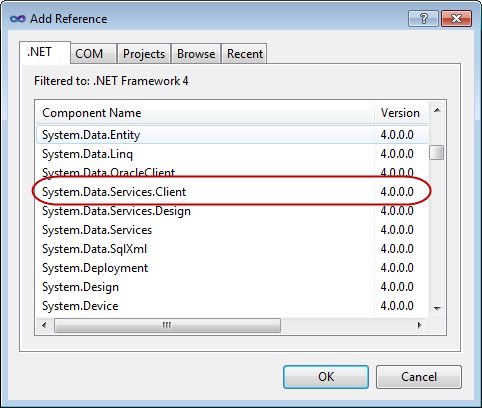 Add Reference
.NET COM Projects Browse Recent
Filtered to: .NET Framework 4
Component Name Version
System.Data.Entity 4.0.0.0
System.Data.Linq 4.0.0.0
System.Data.OracleClient 4.0.0.0
System.Data.Services.Client 4.0.0.0
System.Data.Services.Design 4.0.0.0
System.Data.Services 4.0.0.0
System.Data.SqlXml 4.0.0.0
System.Deployment 4.0.0.0
System.Design 4.0.0.0
System.Device 4.0.0.0
OK Cancel